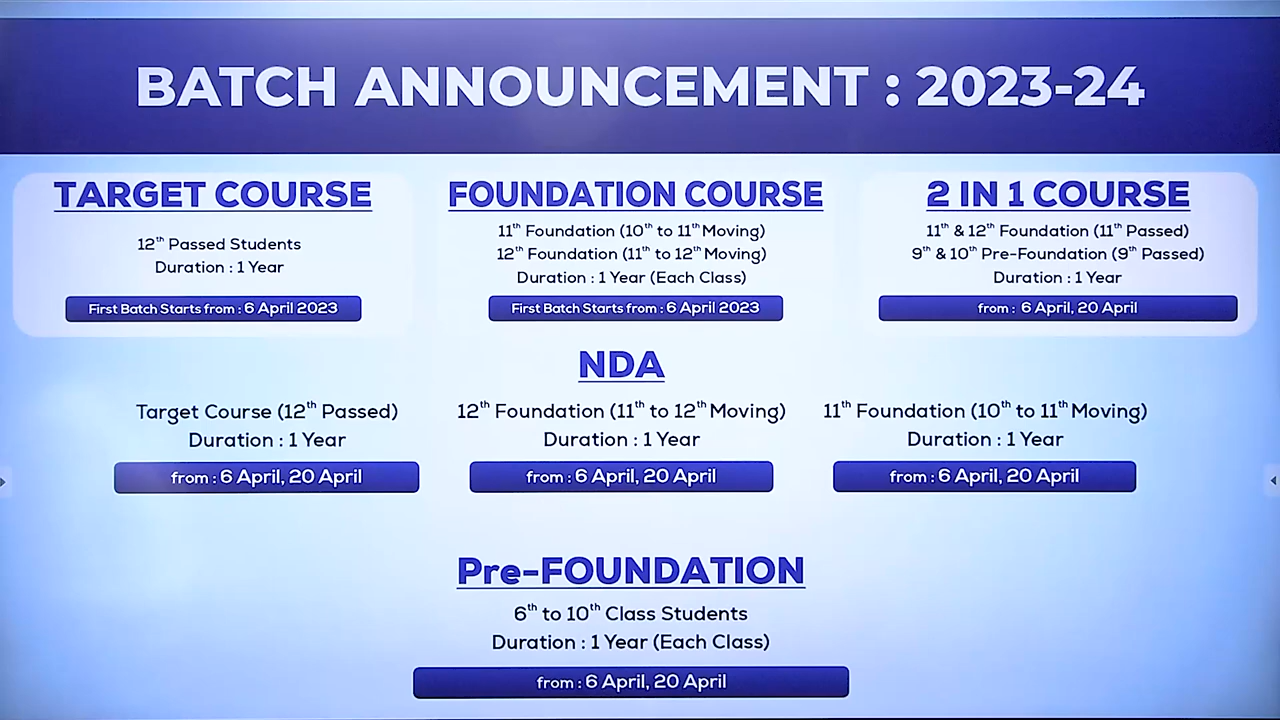 BATCH ANNOUNCEMENT : 2023-24
TARGET COURSE
12th Passed Students
Duration : 1 Year
First Batch Starts from : 6 April 2023
FOUNDATION COURSE
11th Foundation (10th to 11th Moving)
12th Foundation (11th to 12th Moving)
Duration : 1 Year (Each Class)
First Batch Starts from : 6 April 2023
2 IN 1 COURSE
11th & 12th Foundation (11th Passed)
9th & 10th Pre-Foundation (9th Passed)
Duration : 1 Year
from : 6 April, 20 April
NDA
Target Course (12th Passed)
Duration : 1 Year
from : 6 April, 20 April
12th Foundation (11th to 12th Moving)
Duration : 1 Year
from : 6 April, 20 April
11th Foundation (10th to 11th Moving)
Duration : 1 Year
from : 6 April, 20 April
Pre-FOUNDATION
6th to 10th Class Students
Duration : 1 Year (Each Class)
from : 6 April, 20 April